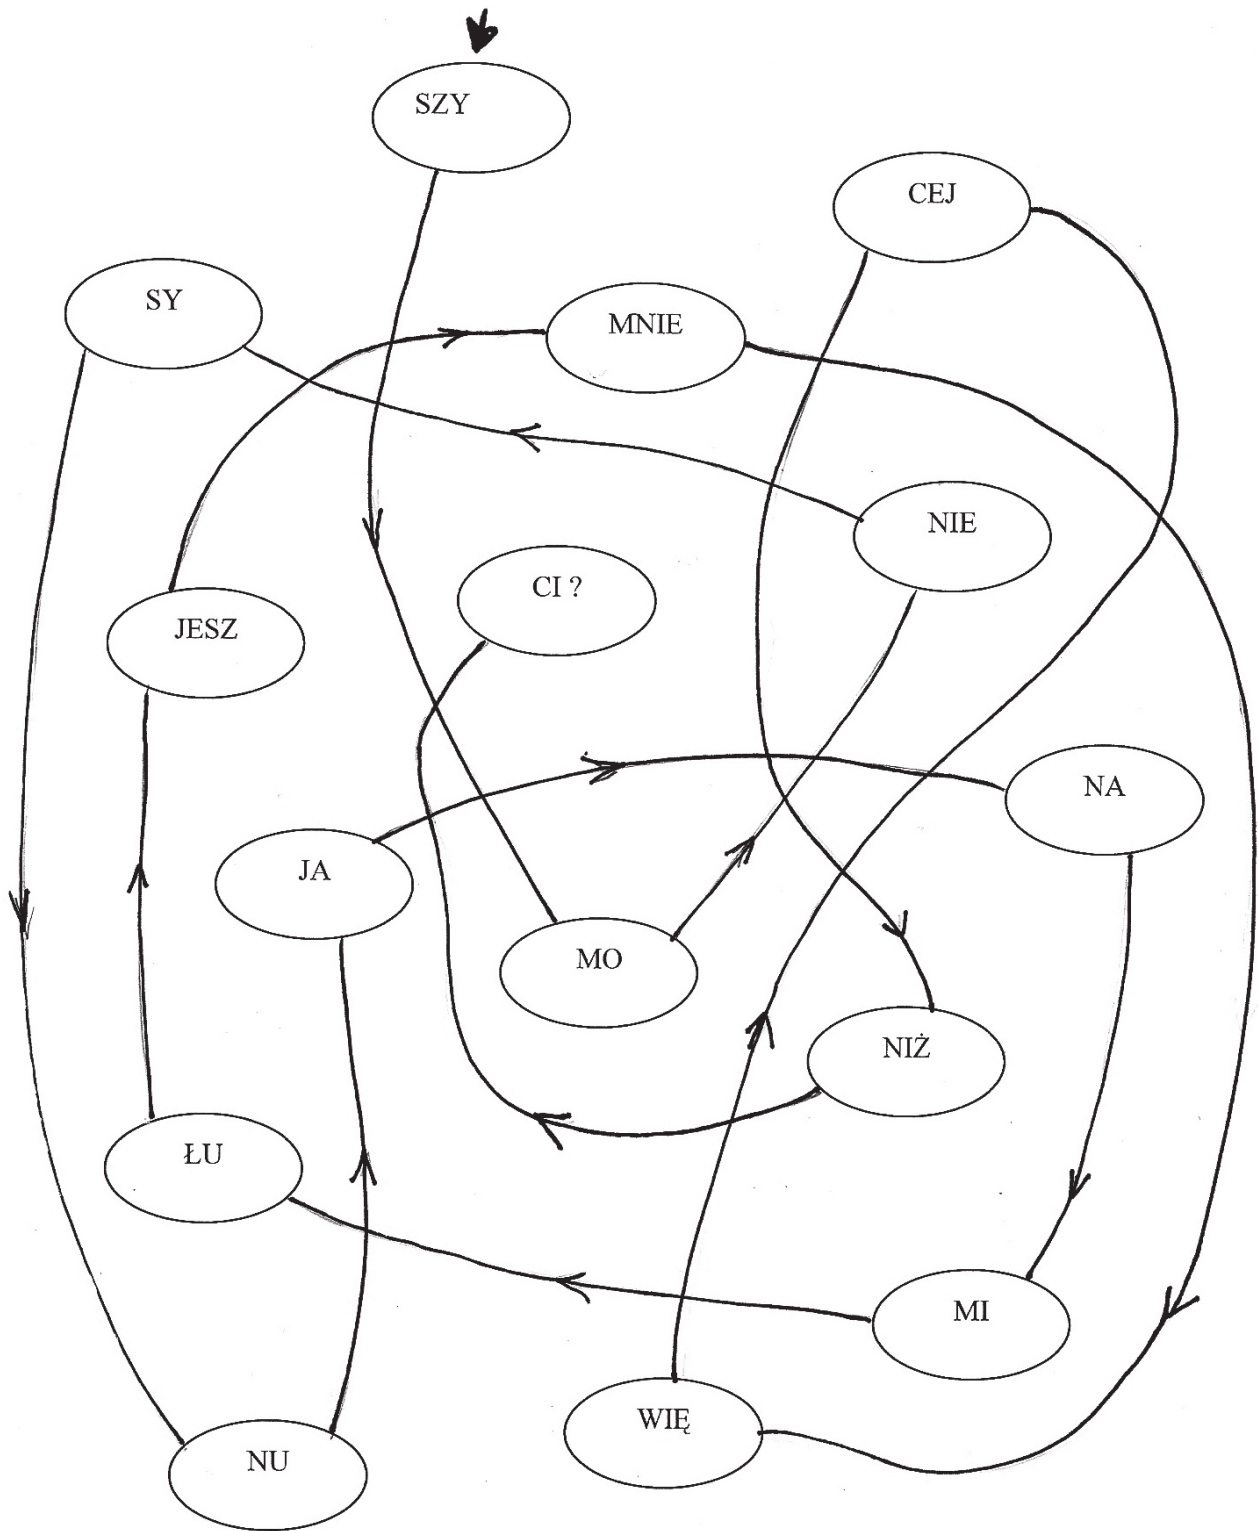 SZY
CEJ
SY
MNIE
NIE
CI ?
JESZ
NA
JA
MO
NIŻ
ŁU
MI
WIĘ
NU